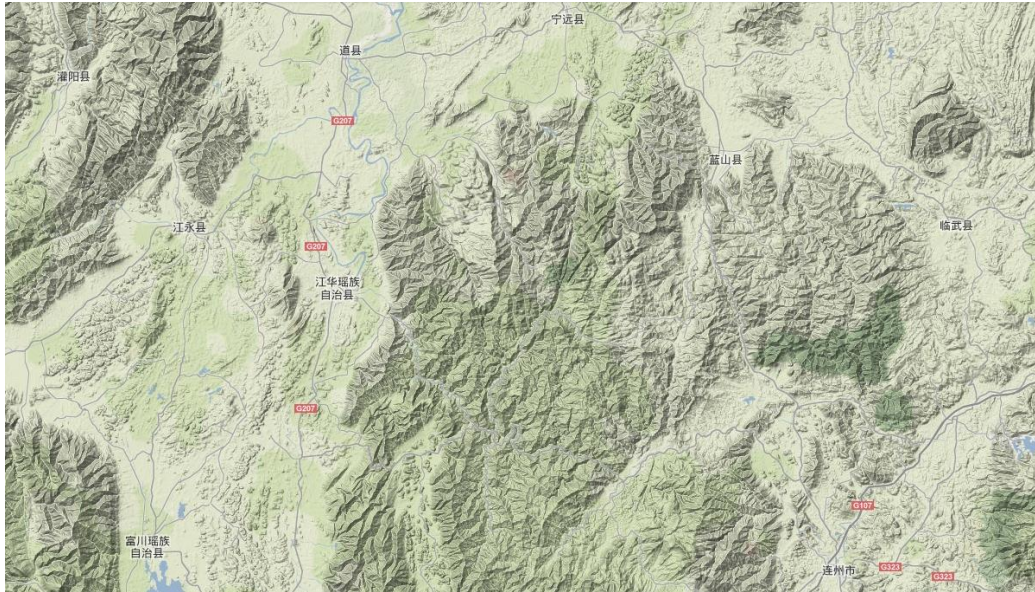 宁远县
道县
灌阳县
G207
蓝山县
江永县
临武县
G207
江华瑶族
自治县
G207
G107
富川瑶族
自治县
连州市
G323
G323